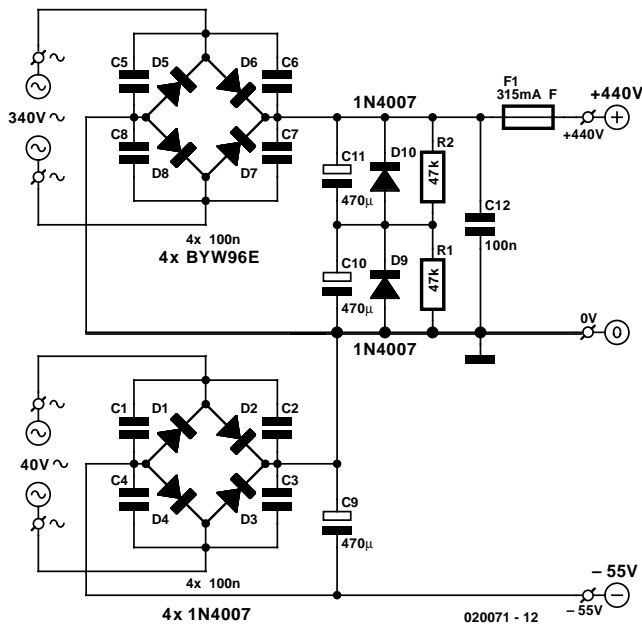 C5 D5 D6 C6
340V ~
C8 D8 D7 C7
4x 100n
4x BYW96E
1N4007
F1
315mA F
+440V
+440V
C11
470µ
D10
R2
47k
C12
100n
C10
470µ
D9
R1
47k
0V
0
1N4007
C1 D1 D2 C2
40V ~
C4 D4 D3 C3
4x 100n
4x 1N4007
C9
470µ
– 55V
– 55V
020071 - 12